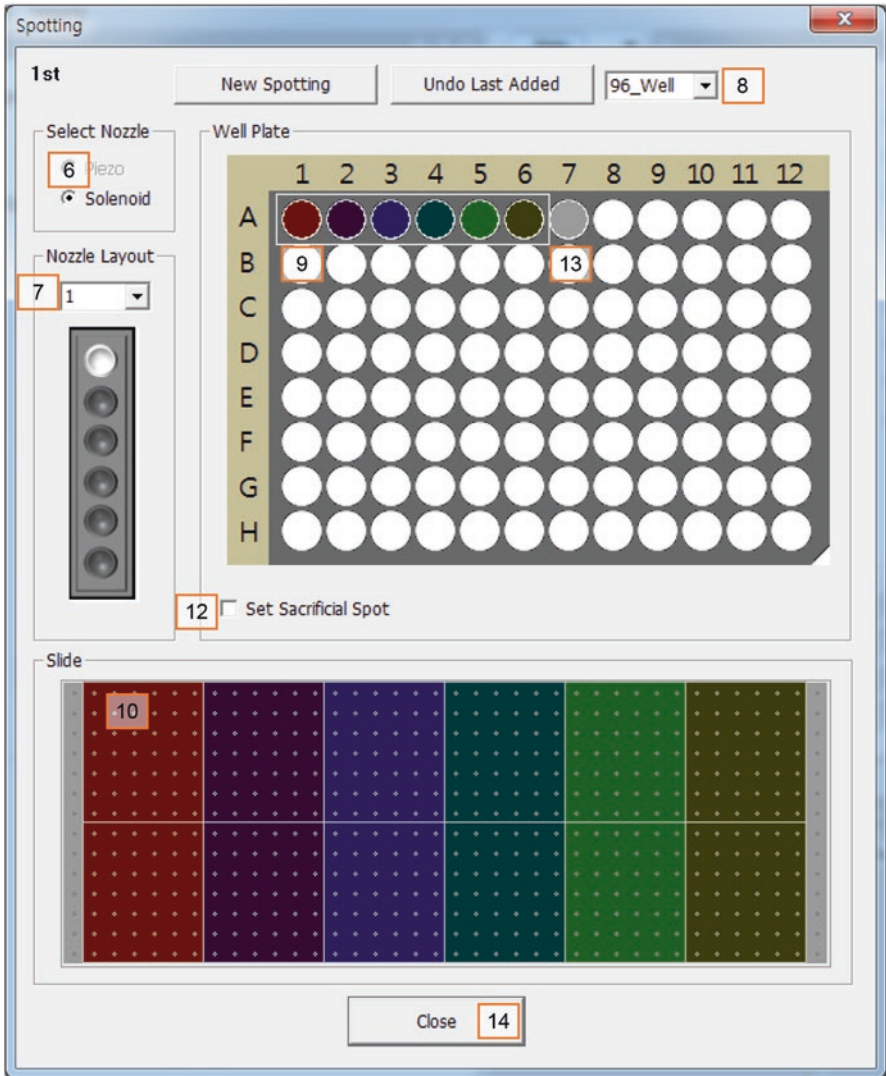 Spotting
1st
New Spotting
Undo Last Added
96_Well
8
Select Nozzle
6
Piezo
Solenoid
Nozzle Layout
7
1
Well Plate
1 2 3 4 5 6 7 8 9 10 11 12
A
B
9
13
C
D
E
F
G
H
12
Set Sacrificial Spot
Slide
10
Close
14